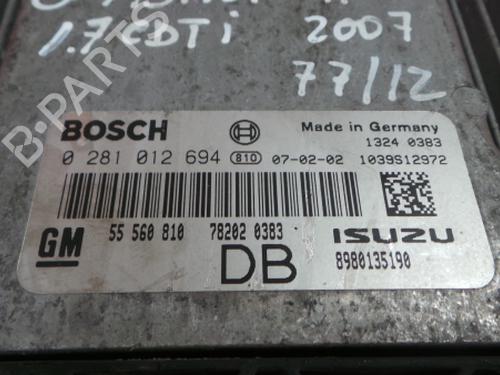 1.7 CDTi 2007
77/12
BOSCH Made in Germany
1324 0383
0 281 012 694 810 07-02-02 1039S12972
GM 55 560 810 78202 0383 ISUZU
DB 8980135190
B-PARTS